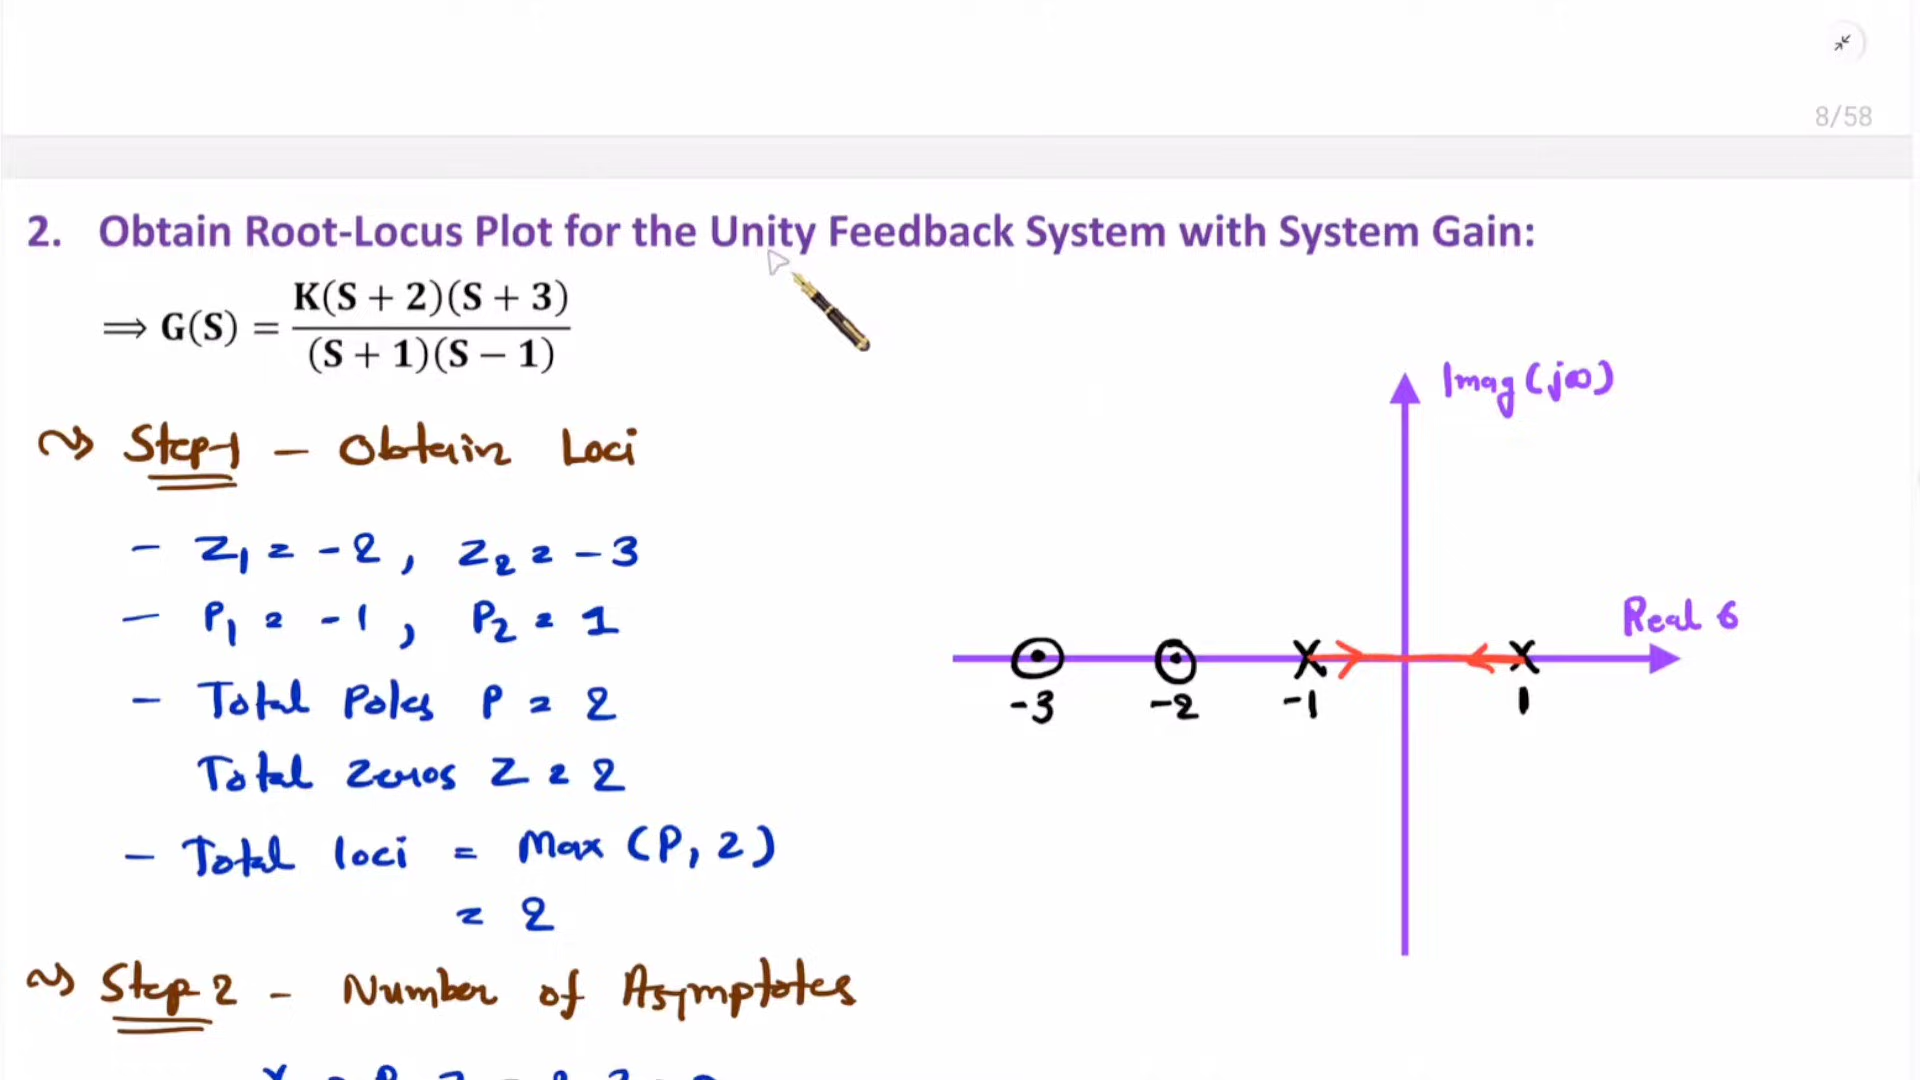 8/58
2. Obtain Root-Locus Plot for the Unity Feedback System with System Gain:
⟹ G(S) = K(S + 2)(S + 3) / (S + 1)(S − 1)
Step-1 - Obtain Loci
- Z1 = -2, Z2 = -3
- P1 = -1, P2 = 1
- Total Poles P = 2
Total Zeros Z = 2
- Total loci = Max (P, Z)
= 2
Step 2 - Number of Asymptotes
Imag (jω)
Real σ
-3 -2 -1 1